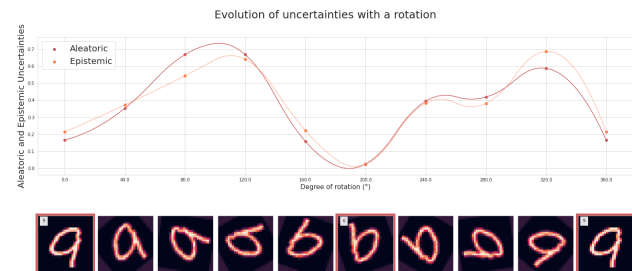 Evolution of uncertainties with a rotation
Aleatoric and Epistemic Uncertainties
Aleatoric
Epistemic
0.7
0.6
0.5
0.4
0.3
0.2
0.1
0.0
0.0 40.0 80.0 120.0 160.0 200.0 240.0 280.0 320.0 360.0
Degree of rotation (°)